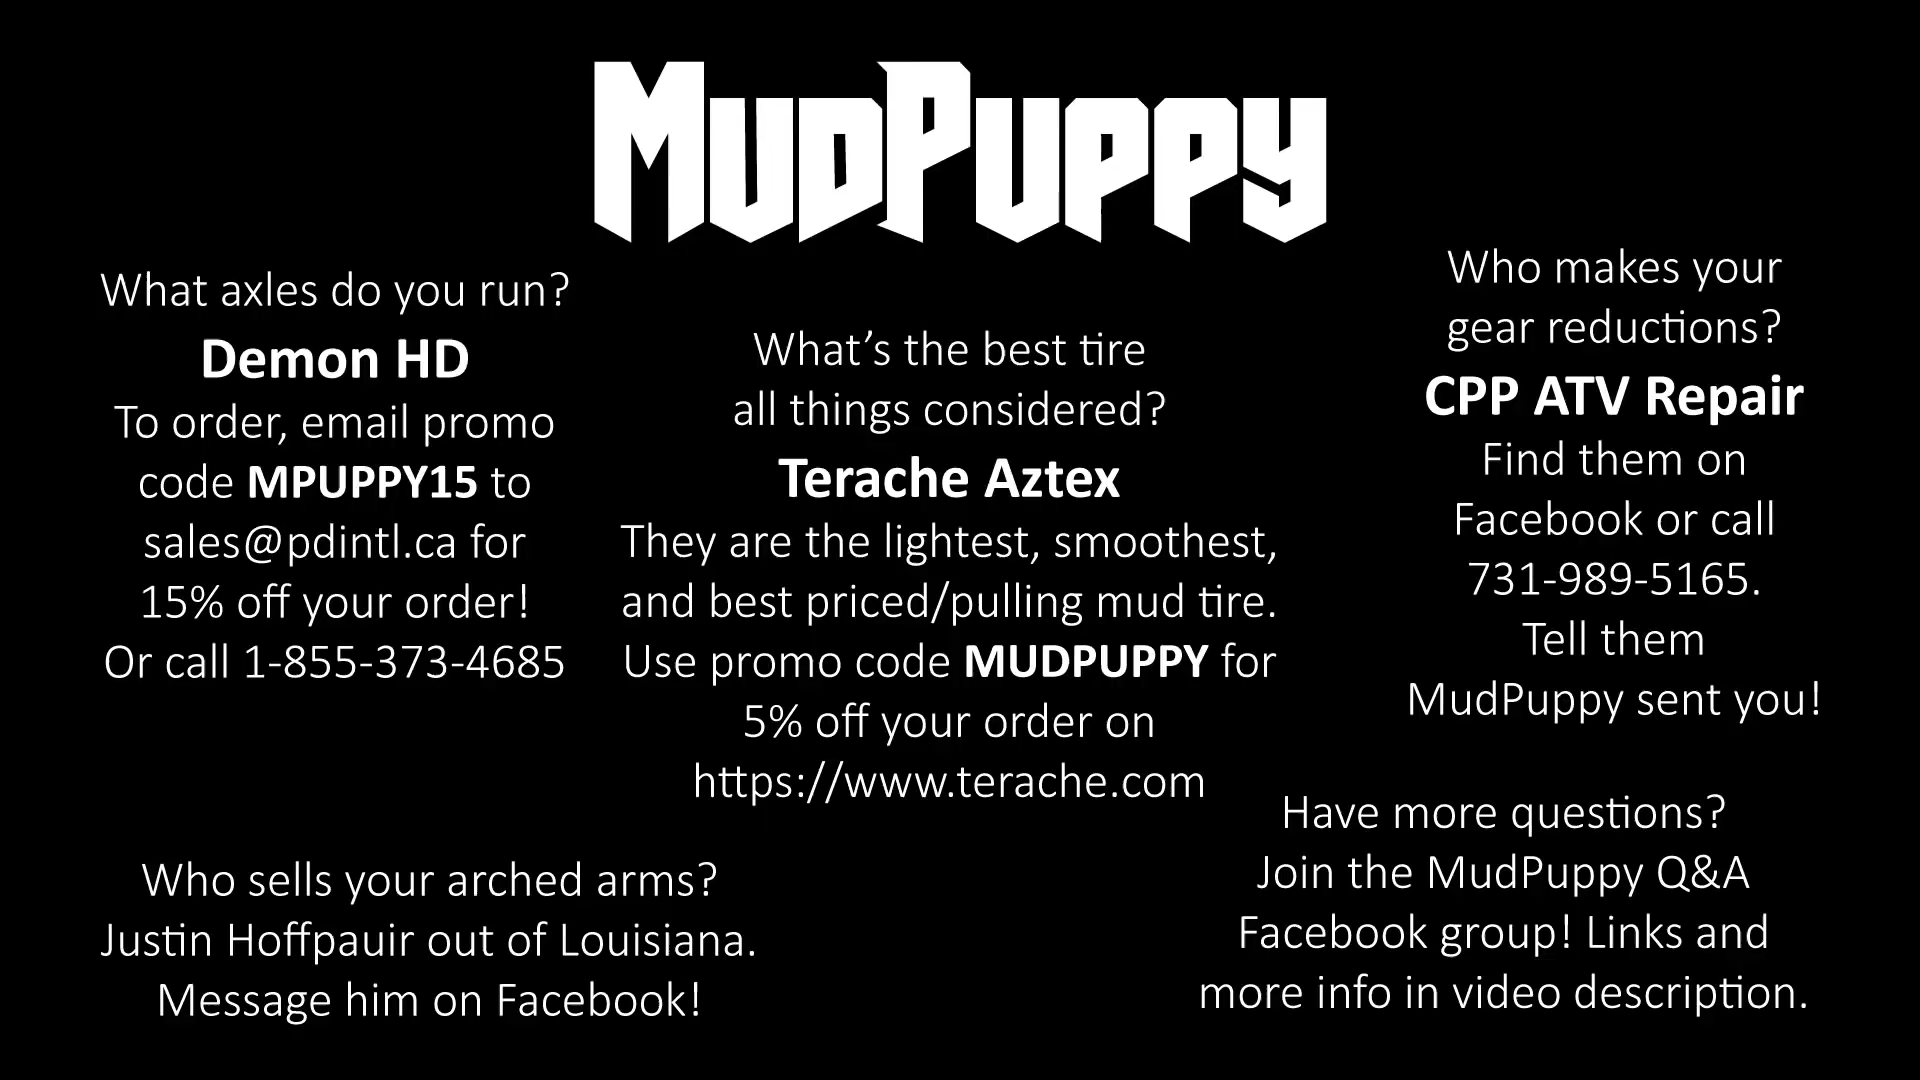 MudPuppy
What axles do you run?
Demon HD
To order, email promo
code MPUPPY15 to
sales@pdintl.ca for
15% off your order!
Or call 1-855-373-4685
What’s the best tire
all things considered?
Terache Aztex
They are the lightest, smoothest,
and best priced/pulling mud tire.
Use promo code MUDPUPPY for
5% off your order on
https://www.terache.com
Who makes your
gear reductions?
CPP ATV Repair
Find them on
Facebook or call
731-989-5165.
Tell them
MudPuppy sent you!
Who sells your arched arms?
Justin Hoffpauir out of Louisiana.
Message him on Facebook!
Have more questions?
Join the MudPuppy Q&A
Facebook group! Links and
more info in video description.